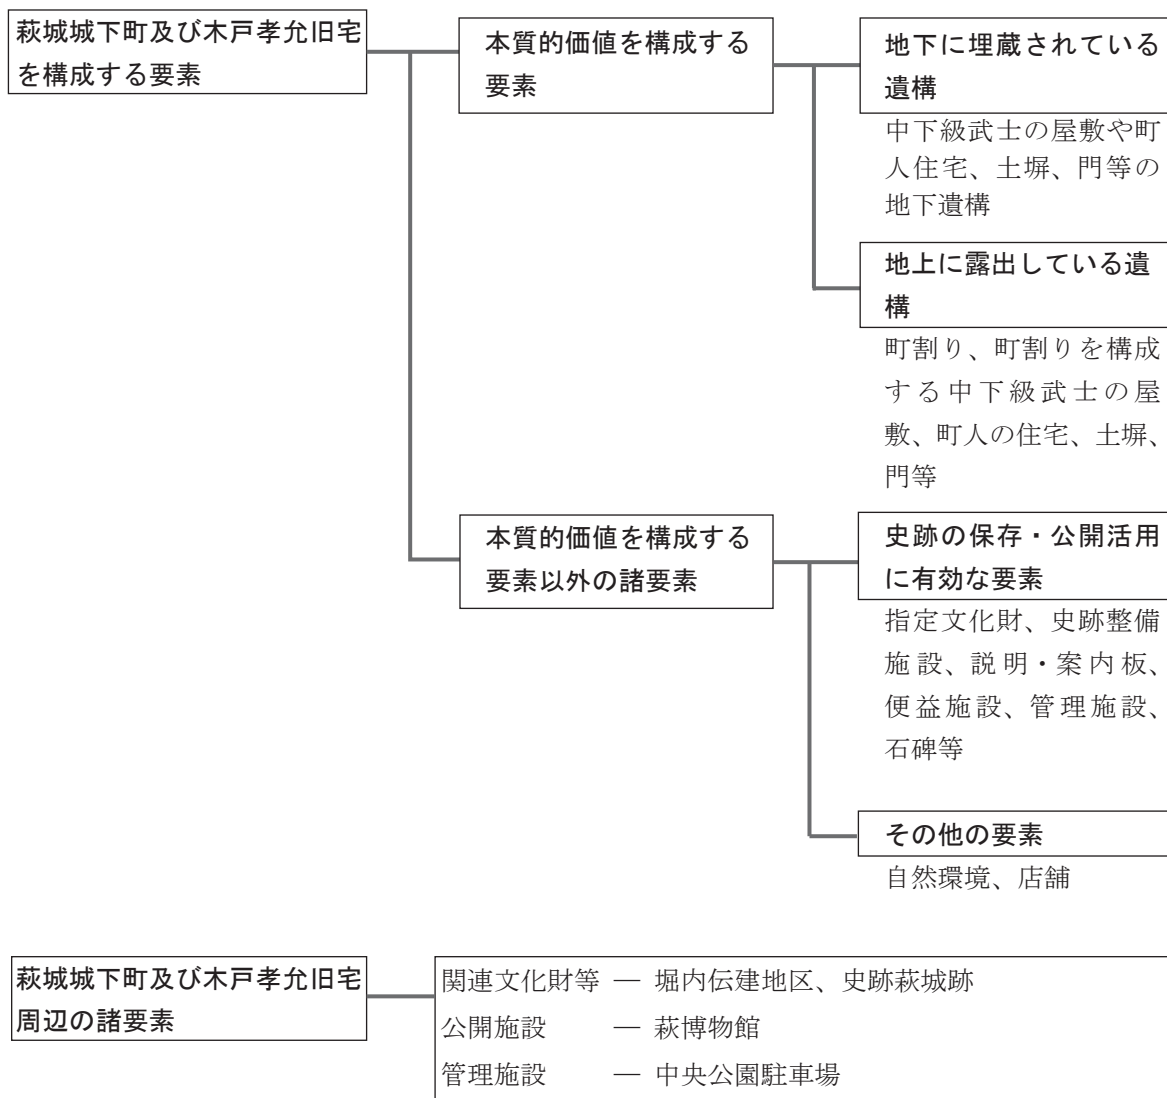 萩城城下町及び木戸孝允旧宅
を構成する要素
本質的価値を構成する
要素
地下に埋蔵されている
遺構
中下級武士の屋敷や町
人住宅、土塀、門等の
地下遺構
地上に露出している遺
構
町割り、町割りを構成
する中下級武士の屋
敷、町人の住宅、土塀、
門等
本質的価値を構成する
要素以外の諸要素
史跡の保存・公開活用
に有効な要素
指定文化財、史跡整備
施設、説明・案内板、
便益施設、管理施設、
石碑等
その他の要素
自然環境、店舗
萩城城下町及び木戸孝允旧宅
周辺の諸要素
関連文化財等 ― 堀内伝建地区、史跡萩城跡
公開施設 ― 萩博物館
管理施設 ― 中央公園駐車場